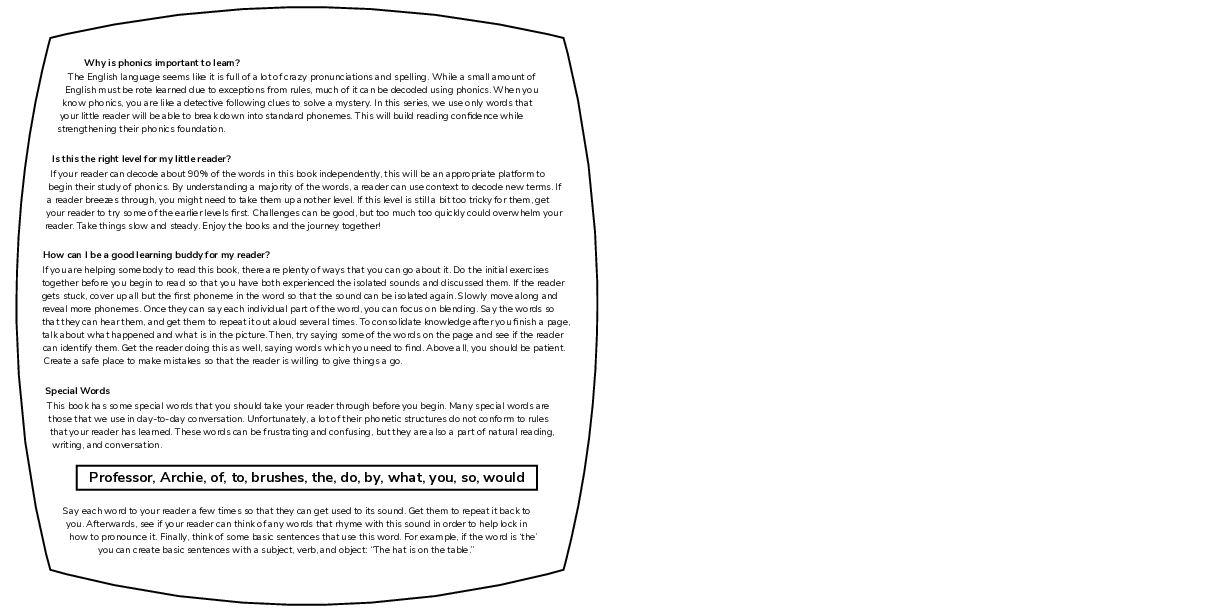 Why is phonics important to learn?
The English language seems like it is full of a lot of crazy pronunciations and spelling. While a small amount of
English must be rote learned due to exceptions from rules, much of it can be decoded using phonics. When you
know phonics, you are like a detective following clues to solve a mystery. In this series, we use only words that
your little reader will be able to break down into standard phonemes. This will build reading confidence while
strengthening their phonics foundation.
Is this the right level for my little reader?
If your reader can decode about 90% of the words in this book independently, this will be an appropriate platform to
begin their study of phonics. By understanding a majority of the words, a reader can use context to decode new terms. If
a reader breezes through, you might need to take them up another level. If this level is still a bit too tricky for them, get
your reader to try some of the earlier levels first. Challenges can be good, but too much too quickly could overwhelm your
reader. Take things slow and steady. Enjoy the books and the journey together!
How can I be a good learning buddy for my reader?
If you are helping somebody to read this book, there are plenty of ways that you can go about it. Do the initial exercises
together before you begin to read so that you have both experienced the isolated sounds and discussed them. If the reader
gets stuck, cover up all but the first phoneme in the word so that the sound can be isolated again. Slowly move along and
reveal more phonemes. Once they can say each individual part of the word, you can focus on blending. Say the words so
that they can hear them, and get them to repeat it out aloud several times. To consolidate knowledge after you finish a page,
talk about what happened and what is in the picture. Then, try saying some of the words on the page and see if the reader
can identify them. Get the reader doing this as well, saying words which you need to find. Above all, you should be patient.
Create a safe place to make mistakes so that the reader is willing to give things a go.
Special Words
This book has some special words that you should take your reader through before you begin. Many special words are
those that we use in day-to-day conversation. Unfortunately, a lot of their phonetic structures do not conform to rules
that your reader has learned. These words can be frustrating and confusing, but they are also a part of natural reading,
writing, and conversation.
Professor, Archie, of, to, brushes, the, do, by, what, you, so, would
Say each word to your reader a few times so that they can get used to its sound. Get them to repeat it back to
you. Afterwards, see if your reader can think of any words that rhyme with this sound in order to help lock in
how to pronounce it. Finally, think of some basic sentences that use this word. For example, if the word is ‘the’
you can create basic sentences with a subject, verb, and object: “The hat is on the table.”